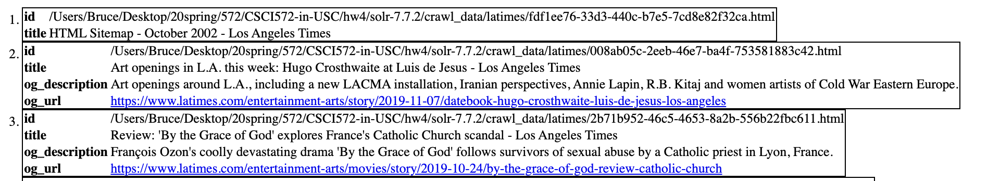 1. id /Users/Bruce/Desktop/20spring/572/CSCI572-in-USC/hw4/solr-7.7.2/crawl_data/latimes/fdf1ee76-33d3-440c-b7e5-7cd8e82f32ca.html
title HTML Sitemap - October 2002 - Los Angeles Times
2. id /Users/Bruce/Desktop/20spring/572/CSCI572-in-USC/hw4/solr-7.7.2/crawl_data/latimes/008ab05c-2eeb-46e7-ba4f-753581883c42.html
title Art openings in L.A. this week: Hugo Crosthwaite at Luis de Jesus - Los Angeles Times
og_description Art openings around L.A., including a new LACMA installation, Iranian perspectives, Annie Lapin, R.B. Kitaj and women artists of Cold War Eastern Europe.
og_url https://www.latimes.com/entertainment-arts/story/2019-11-07/datebook-hugo-crosthwaite-luis-de-jesus-los-angeles
3. id /Users/Bruce/Desktop/20spring/572/CSCI572-in-USC/hw4/solr-7.7.2/crawl_data/latimes/2b71b952-46c5-4653-8a2b-556b22fbc611.html
title Review: 'By the Grace of God' explores France's Catholic Church scandal - Los Angeles Times
og_description François Ozon's coolly devastating drama 'By the Grace of God' follows survivors of sexual abuse by a Catholic priest in Lyon, France.
og_url https://www.latimes.com/entertainment-arts/movies/story/2019-10-24/by-the-grace-of-god-review-catholic-church